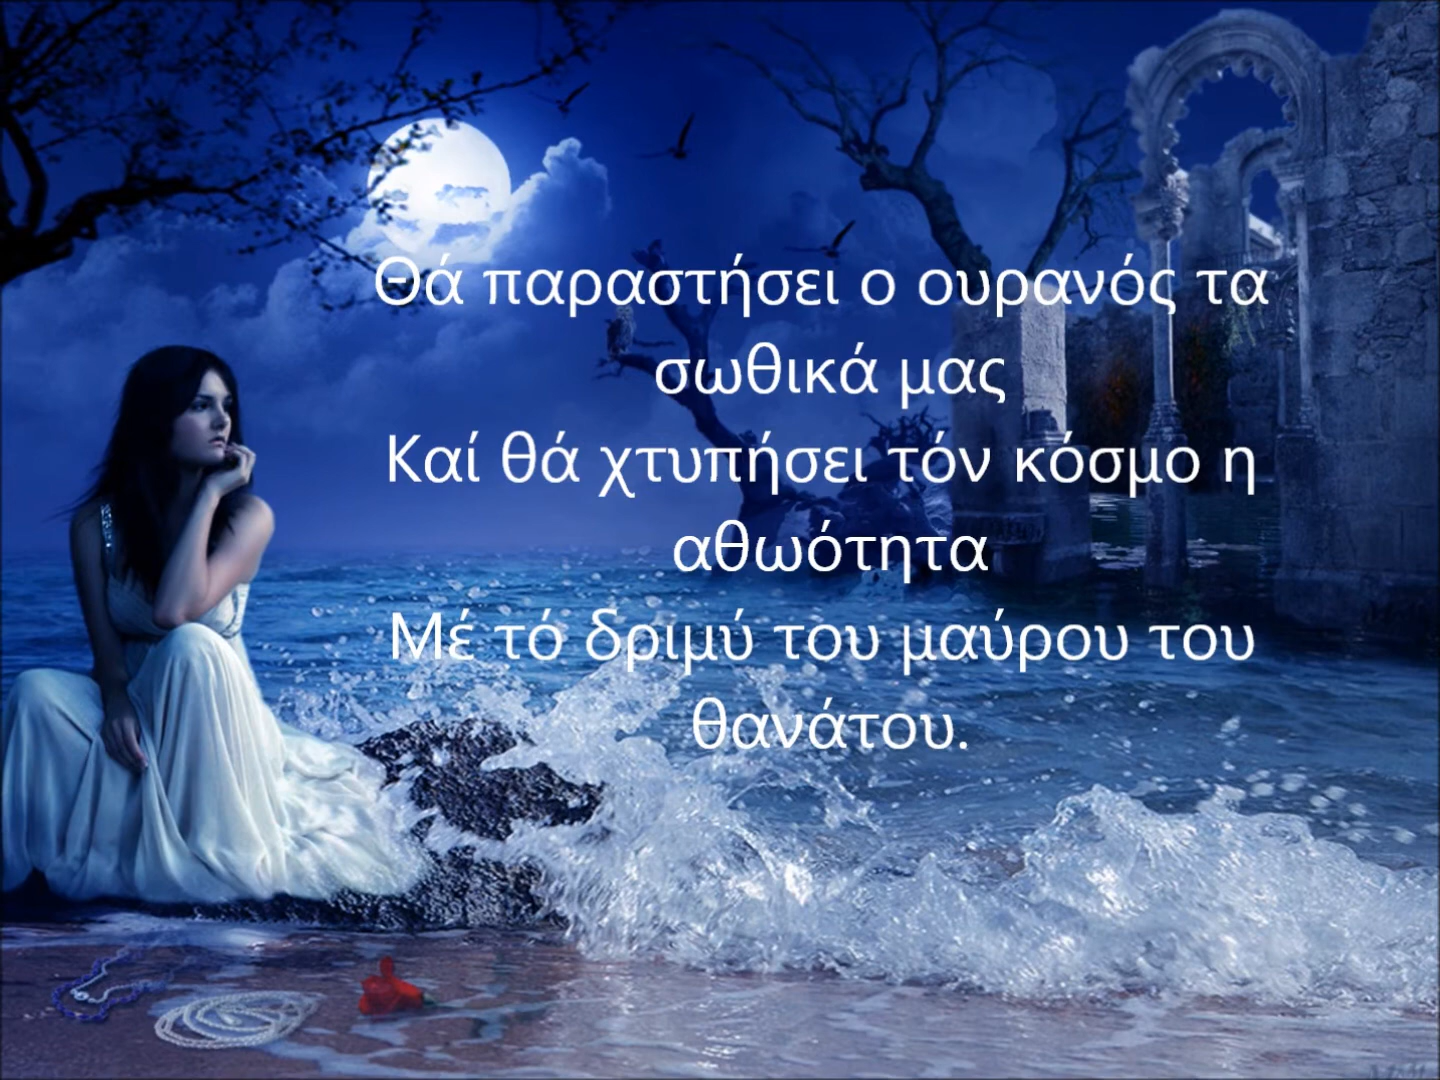 Θά παραστήσει ο ουρανός τα
σωθικά μας
Καί θά χτυπήσει τόν κόσμο η
αθωότητα
Μέ τό δριμύ του μαύρου του
θανάτου.